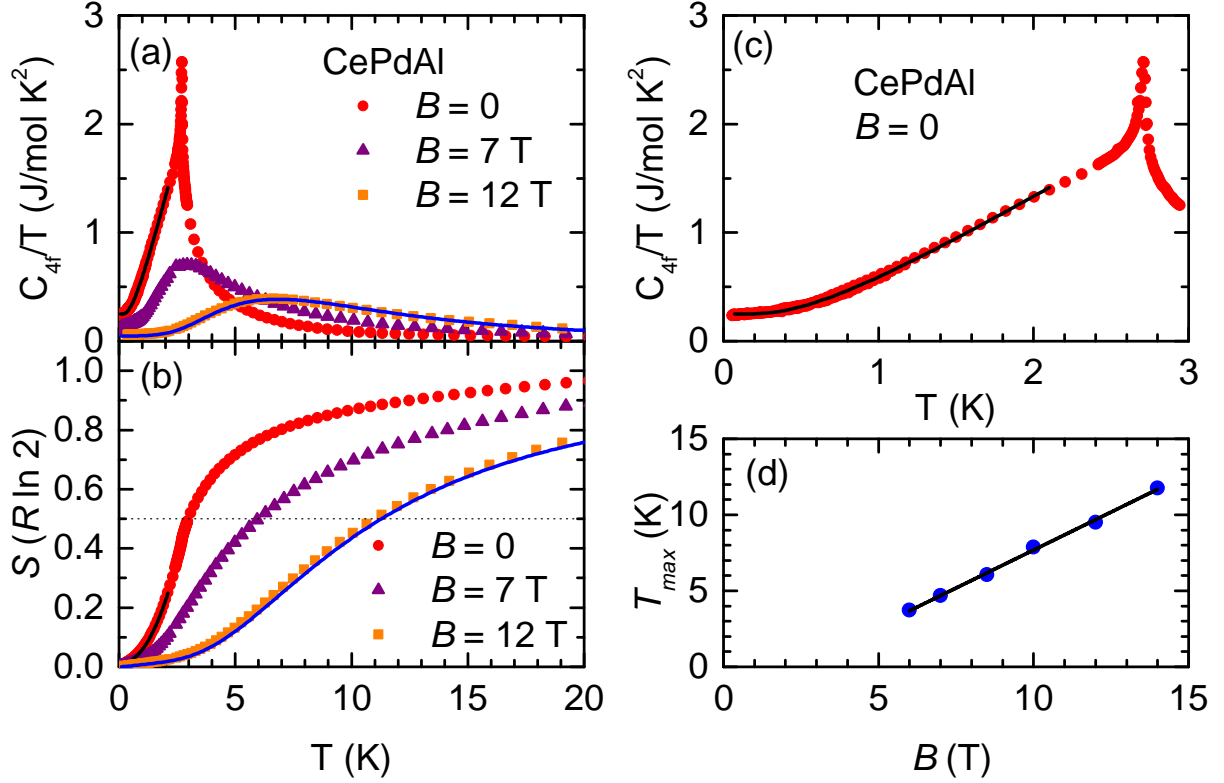 (a)
CePdAl
B = 0
B = 7 T
B = 12 T
C4f/T (J/mol K²)
3
2
1
0
(b)
B = 0
B = 7 T
B = 12 T
S (R ln 2)
1.0
0.8
0.6
0.4
0.2
0.0
0 5 10 15 20
T (K)
(c)
CePdAl
B = 0
C4f/T (J/mol K²)
3
2
1
0
0 1 2 3
T (K)
(d)
Tmax (K)
15
10
5
0
0 5 10 15
B (T)